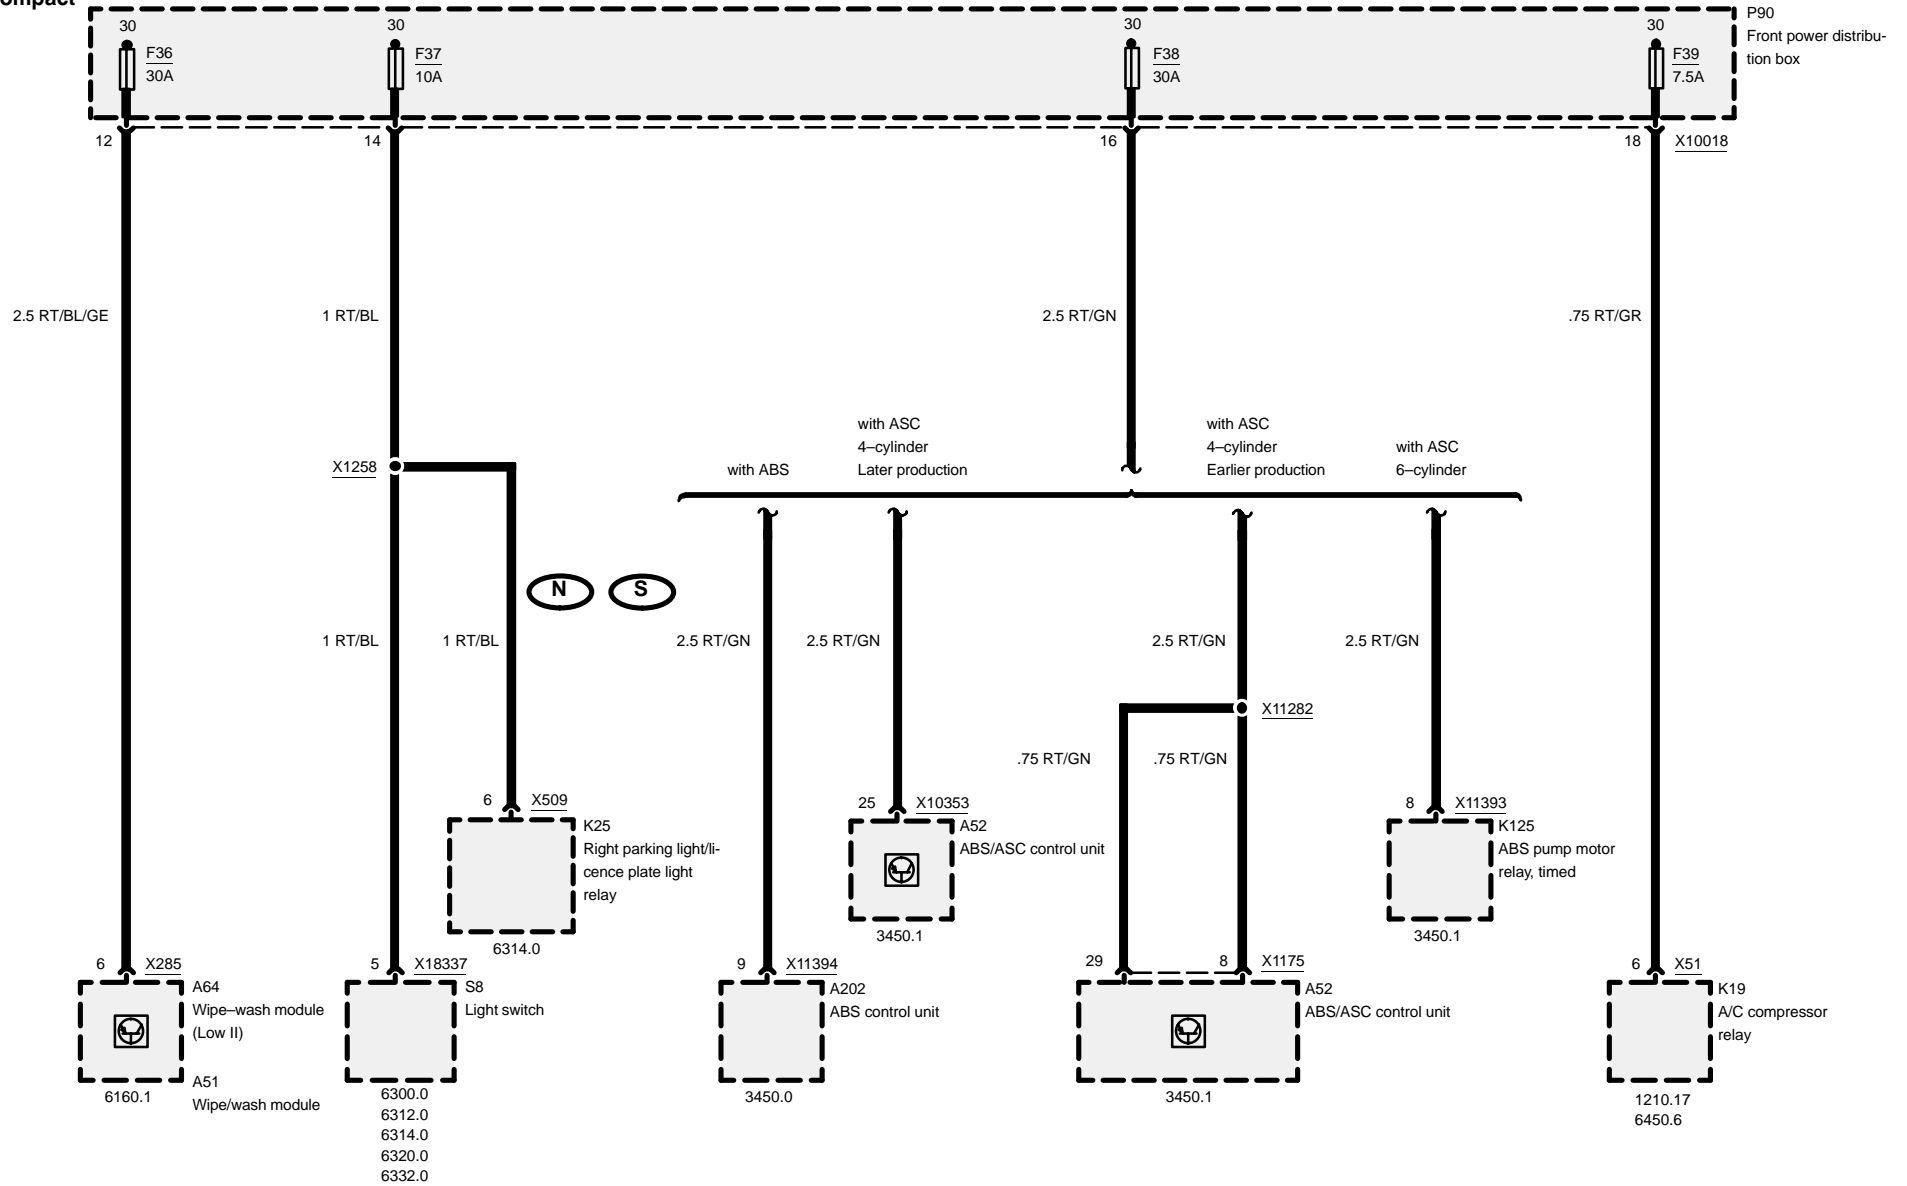 ompact
30
F36
30A
30
F37
10A
30
F38
30A
30
F39
7.5A
P90
Front power distribu-
tion box
12
14
16
18
X10018
2.5 RT/BL/GE
1 RT/BL
2.5 RT/GN
.75 RT/GR
X1258
with ABS
with ASC
4–cylinder
Later production
with ASC
4–cylinder
Earlier production
with ASC
6–cylinder
N
S
1 RT/BL
1 RT/BL
2.5 RT/GN
2.5 RT/GN
2.5 RT/GN
2.5 RT/GN
X11282
.75 RT/GN
.75 RT/GN
6
X509
K25
Right parking light/li-
cence plate light
relay
6314.0
25
X10353
A52
ABS/ASC control unit
3450.1
8
X11393
K125
ABS pump motor
relay, timed
3450.1
6
X285
A64
Wipe–wash module
(Low II)
A51
Wipe/wash module
6160.1
5
X18337
S8
Light switch
6300.0
6312.0
6314.0
6320.0
6332.0
9
X11394
A202
ABS control unit
3450.0
29
8
X1175
A52
ABS/ASC control unit
3450.1
6
X51
K19
A/C compressor
relay
1210.17
6450.6